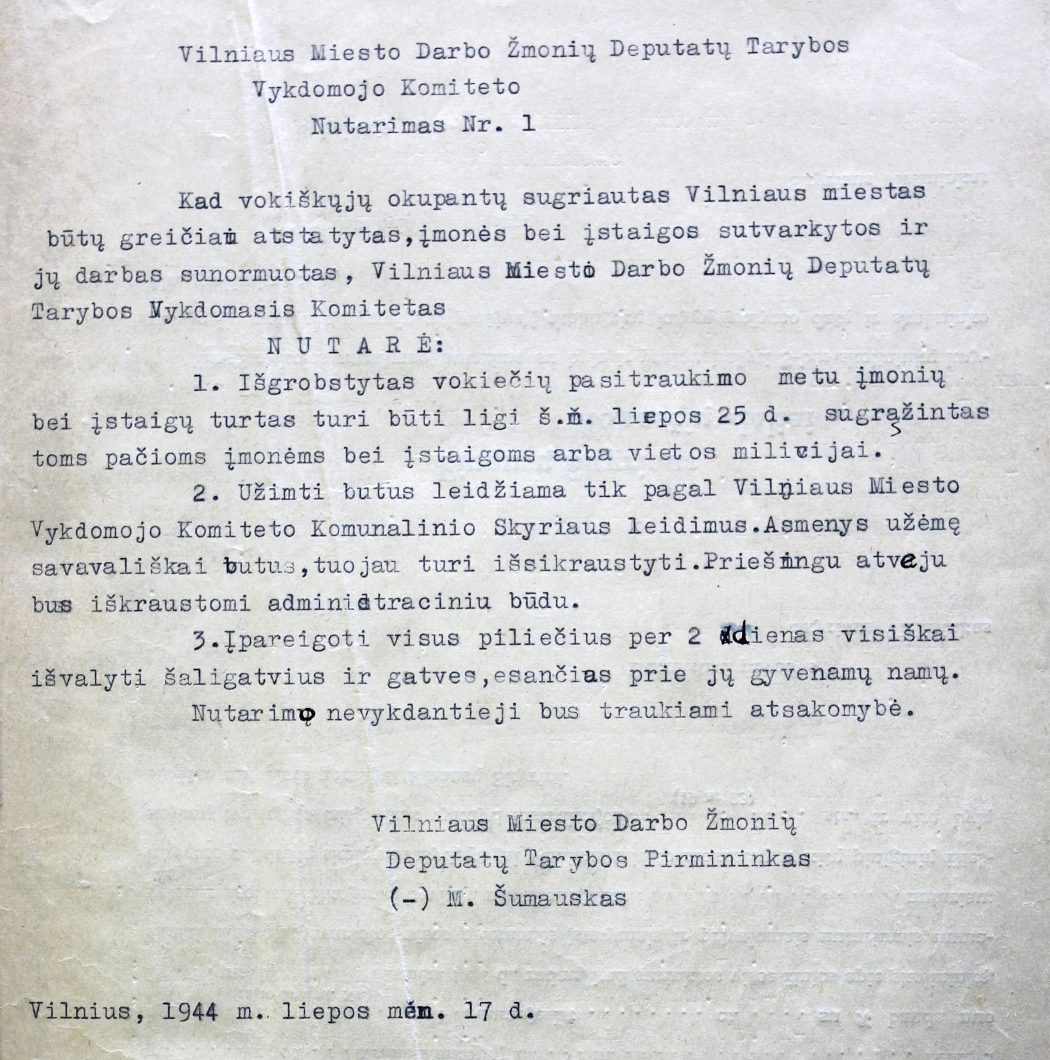 Vilniaus Miesto Darbo Žmonių Deputatų Tarybos
Vykdomojo Komiteto
Nutarimas Nr. 1
Kad vokiškųjų okupantų sugriautas Vilniaus miestas
būtų greičiam atstatytas,įmonės bei įstaigos sutvarkytos ir
jų darbas sunormuotas, Vilniaus Miesto Darbo Žmonių Deputatų
Tarybos Vykdomasis Komitetas
N U T A R Ė:
1. Išgrobstytas vokiečių pasitraukimo metu įmonių
bei įstaigų turtas turi būti ligi š.m. liepos 25 d. sugrąžintas
toms pačioms įmonėms bei įstaigoms arba vietos milicijai.
2. Užimti butus leidžiama tik pagal Vilniaus Miesto
Vykdomojo Komiteto Komunalinio Skyriaus leidimus.Asmenys užėmę
savavališkai butus,tuojau turi išsikraustyti.Priešingu atveju
bus iškraustomi administraciniu būdu.
3.Įpareigoti visus piliečius per 2 dienas visiškai
išvalyti šaligatvius ir gatves,esančias prie jų gyvenamų namų.
Nutarimo nevykdantieji bus traukiami atsakomybė.
Vilniaus Miesto Darbo Žmonių
Deputatų Tarybos Pirmininkas
(-) M. Šumauskas
Vilnius, 1944 m. liepos mėn. 17 d.